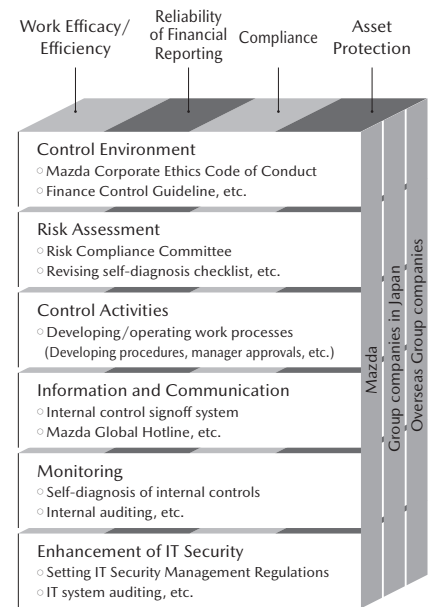 Work Efficacy/
Efficiency
Reliability
of Financial
Reporting
Compliance
Asset
Protection
Control Environment
○ Mazda Corporate Ethics Code of Conduct
○ Finance Control Guideline, etc.
Risk Assessment
○ Risk Compliance Committee
○ Revising self-diagnosis checklist, etc.
Control Activities
○ Developing/operating work processes
(Developing procedures, manager approvals, etc.)
Information and Communication
○ Internal control signoff system
○ Mazda Global Hotline, etc.
Monitoring
○ Self-diagnosis of internal controls
○ Internal auditing, etc.
Enhancement of IT Security
○ Setting IT Security Management Regulations
○ IT system auditing, etc.
Mazda
Group companies in Japan
Overseas Group companies